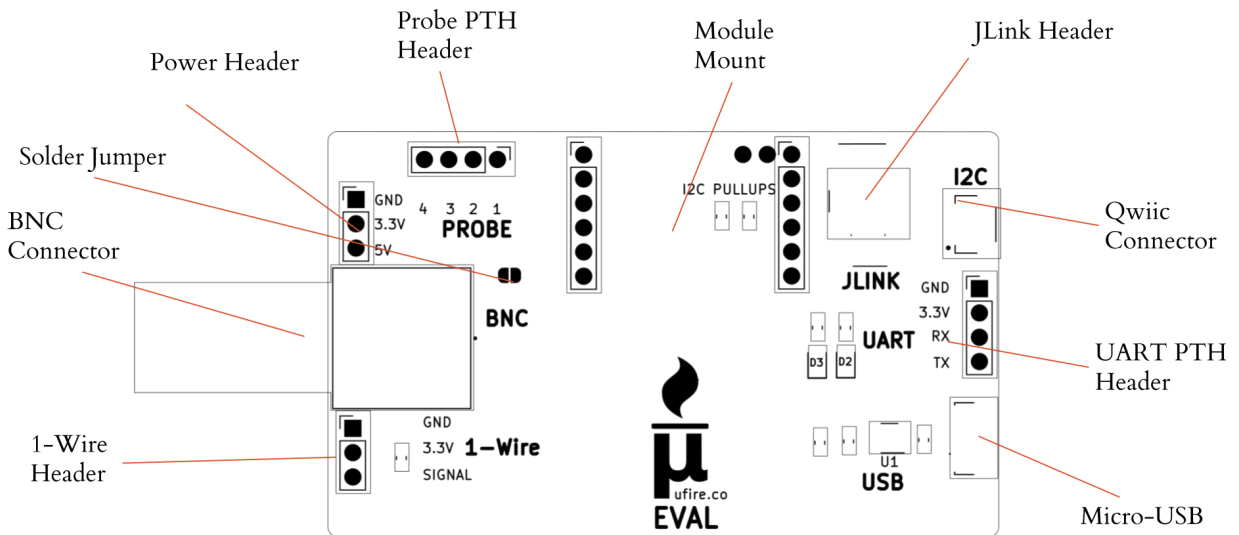 Probe PTH
Header
Module
Mount
JLink Header
Power Header
Solder Jumper
BNC
Connector
Qwiic
Connector
UART PTH
Header
1-Wire
Header
Micro-USB
GND
3.3V
5V
4 3 2 1
PROBE
I2C PULLUPS
I2C
JLINK
BNC
GND
3.3V
RX
TX
UART
D3 D2
GND
3.3V
SIGNAL
1-Wire
U1
USB
µ
ufire.co
EVAL